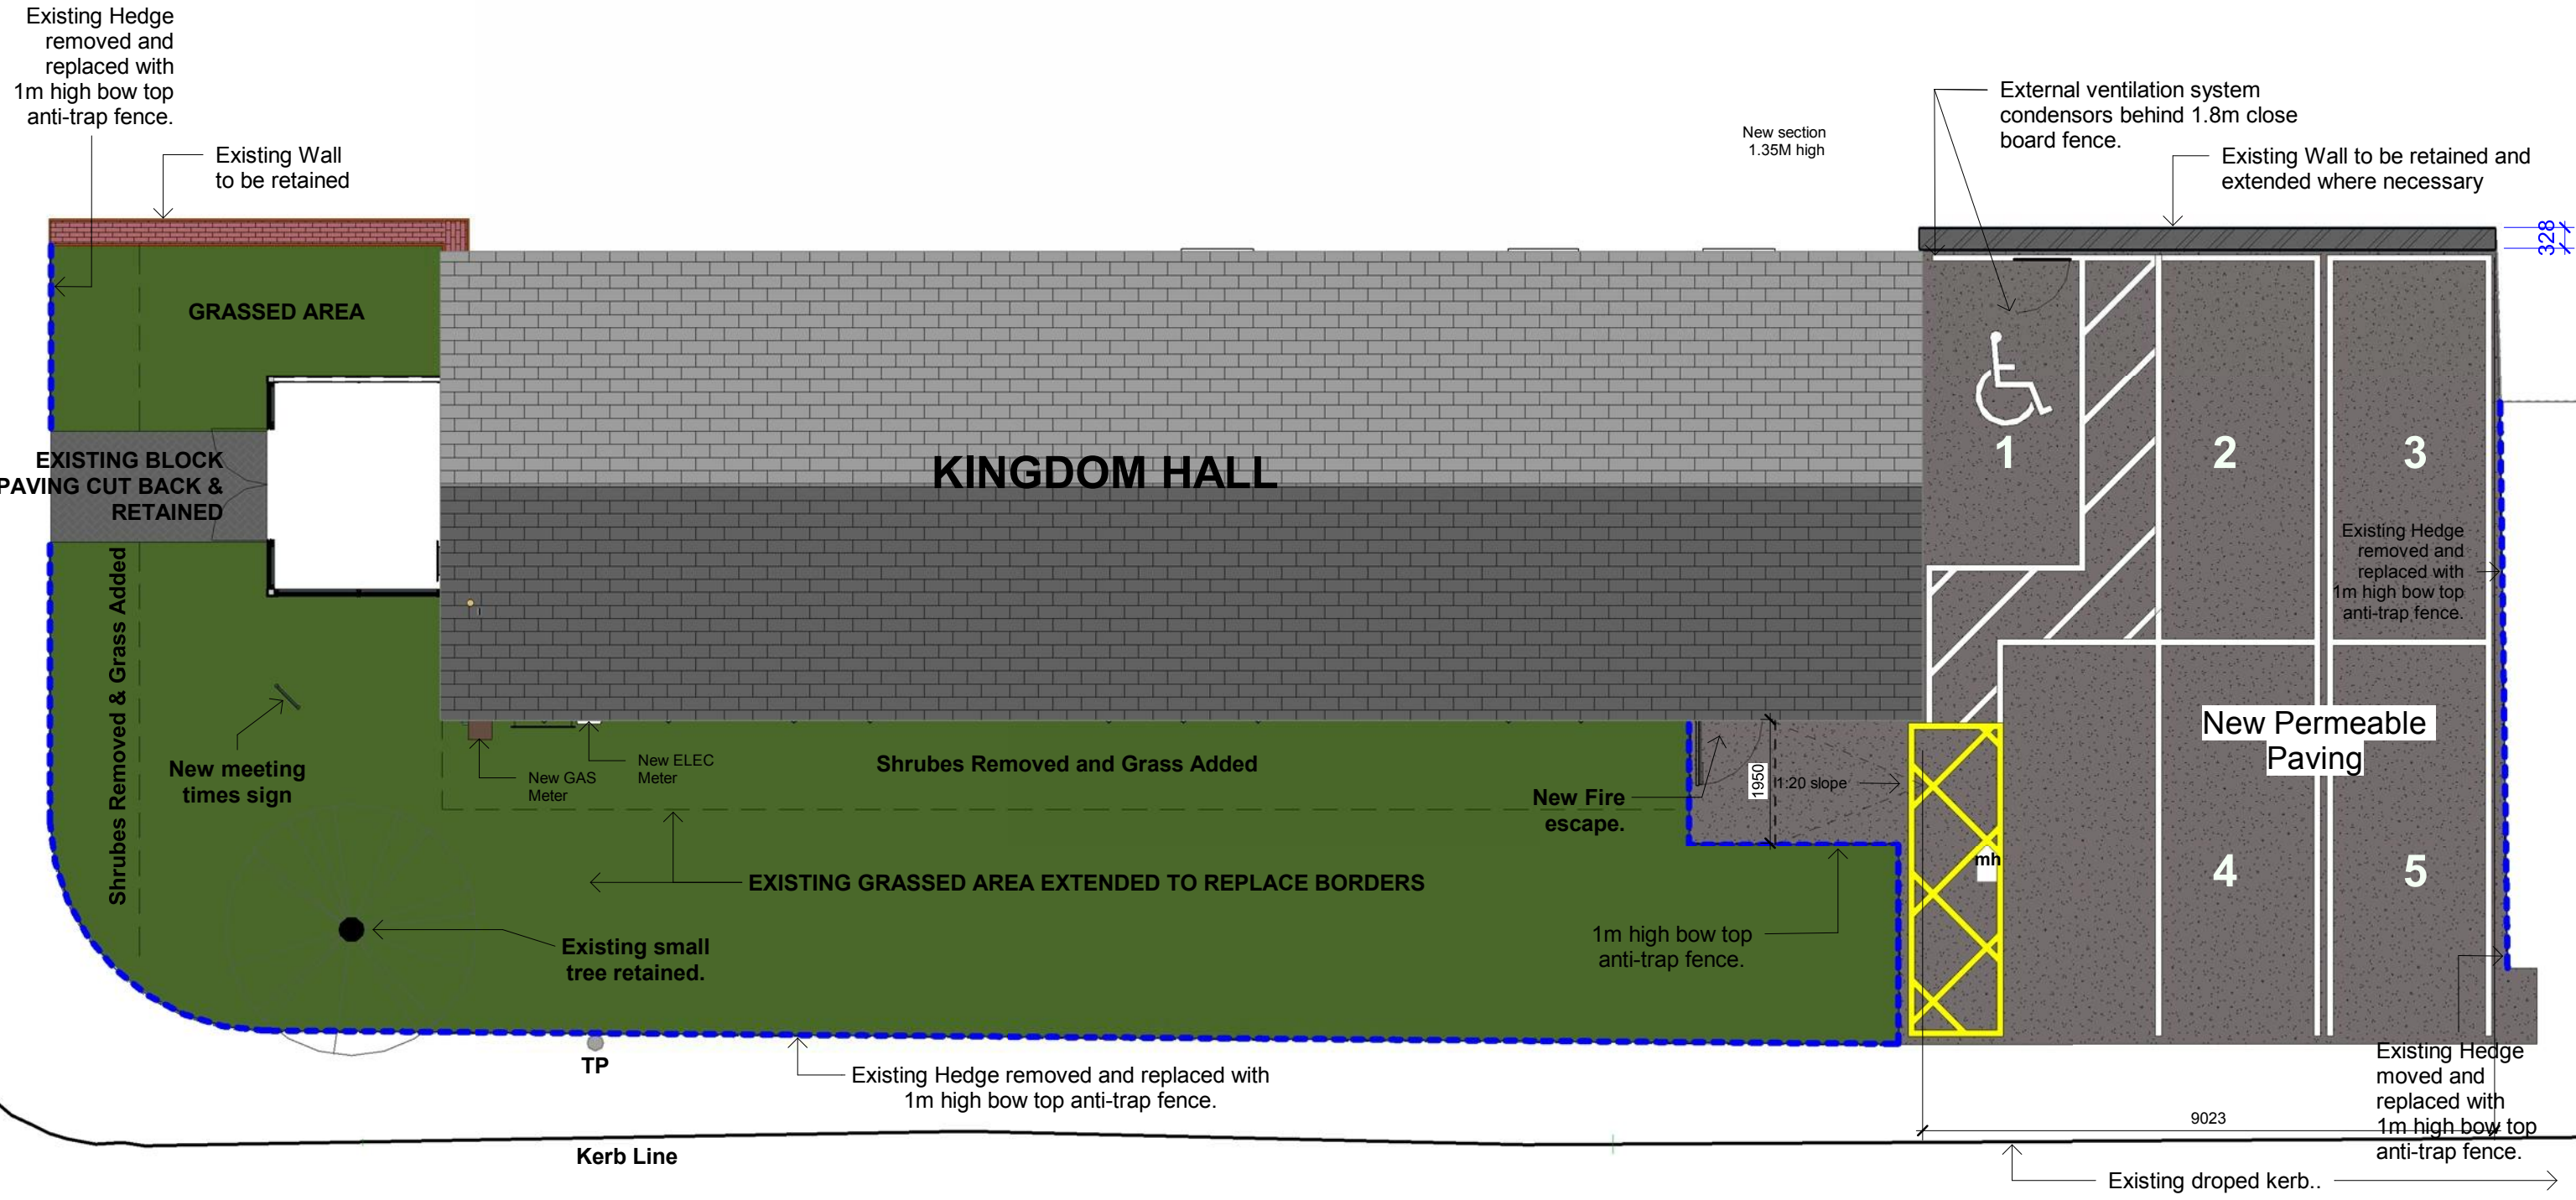 Existing Hedge
removed and
replaced with
1m high bow top
anti-trap fence.
Existing Wall
to be retained
New section
1.35M high
External ventilation system
condensors behind 1.8m close
board fence.
Existing Wall to be retained and
extended where necessary
328
GRASSED AREA
EXISTING BLOCK
PAVING CUT BACK &
RETAINED
KINGDOM HALL
1
2
3
Existing Hedge
removed and
replaced with
1m high bow top
anti-trap fence.
Shrubes Removed & Grass Added
New meeting
times sign
New GAS
Meter
New ELEC
Meter
Shrubes Removed and Grass Added
New Fire
escape.
1950
1:20 slope
New Permeable
Paving
mh
4
5
EXISTING GRASSED AREA EXTENDED TO REPLACE BORDERS
Existing small
tree retained.
1m high bow top
anti-trap fence.
TP
Existing Hedge removed and replaced with
1m high bow top anti-trap fence.
Existing Hedge
moved and
replaced with
1m high bow top
anti-trap fence.
9023
Kerb Line
Existing droped kerb..